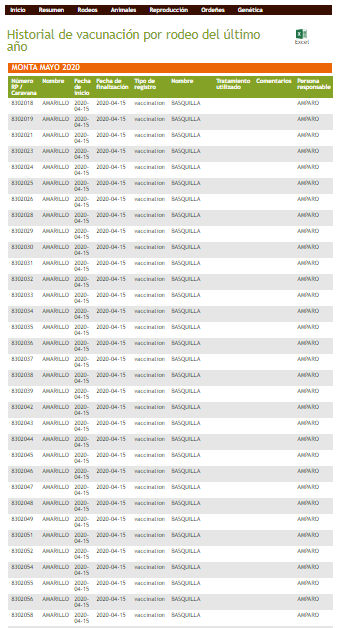 Inicio Resumen Rodeos Animales Reproducción Ordeñes Genética
Historial de vacunación por rodeo del último
año
Excel
MONTA MAYO 2020
Número RP / Caravana Nombre Fecha de inicio Fecha de finalización Tipo de registro Nombre Tratamiento utilizado Comentarios Persona responsable
8302018 AMARILLO 2020-04-15 2020-04-15 vaccination BASQUILLA AMPARO
8302019 AMARILLO 2020-04-15 2020-04-15 vaccination BASQUILLA AMPARO
8302021 AMARILLO 2020-04-15 2020-04-15 vaccination BASQUILLA AMPARO
8302023 AMARILLO 2020-04-15 2020-04-15 vaccination BASQUILLA AMPARO
8302024 AMARILLO 2020-04-15 2020-04-15 vaccination BASQUILLA AMPARO
8302025 AMARILLO 2020-04-15 2020-04-15 vaccination BASQUILLA AMPARO
8302026 AMARILLO 2020-04-15 2020-04-15 vaccination BASQUILLA AMPARO
8302028 AMARILLO 2020-04-15 2020-04-15 vaccination BASQUILLA AMPARO
8302029 AMARILLO 2020-04-15 2020-04-15 vaccination BASQUILLA AMPARO
8302030 AMARILLO 2020-04-15 2020-04-15 vaccination BASQUILLA AMPARO
8302031 AMARILLO 2020-04-15 2020-04-15 vaccination BASQUILLA AMPARO
8302032 AMARILLO 2020-04-15 2020-04-15 vaccination BASQUILLA AMPARO
8302033 AMARILLO 2020-04-15 2020-04-15 vaccination BASQUILLA AMPARO
8302034 AMARILLO 2020-04-15 2020-04-15 vaccination BASQUILLA AMPARO
8302035 AMARILLO 2020-04-15 2020-04-15 vaccination BASQUILLA AMPARO
8302036 AMARILLO 2020-04-15 2020-04-15 vaccination BASQUILLA AMPARO
8302037 AMARILLO 2020-04-15 2020-04-15 vaccination BASQUILLA AMPARO
8302038 AMARILLO 2020-04-15 2020-04-15 vaccination BASQUILLA AMPARO
8302039 AMARILLO 2020-04-15 2020-04-15 vaccination BASQUILLA AMPARO
8302042 AMARILLO 2020-04-15 2020-04-15 vaccination BASQUILLA AMPARO
8302043 AMARILLO 2020-04-15 2020-04-15 vaccination BASQUILLA AMPARO
8302044 AMARILLO 2020-04-15 2020-04-15 vaccination BASQUILLA AMPARO
8302045 AMARILLO 2020-04-15 2020-04-15 vaccination BASQUILLA AMPARO
8302046 AMARILLO 2020-04-15 2020-04-15 vaccination BASQUILLA AMPARO
8302047 AMARILLO 2020-04-15 2020-04-15 vaccination BASQUILLA AMPARO
8302048 AMARILLO 2020-04-15 2020-04-15 vaccination BASQUILLA AMPARO
8302049 AMARILLO 2020-04-15 2020-04-15 vaccination BASQUILLA AMPARO
8302051 AMARILLO 2020-04-15 2020-04-15 vaccination BASQUILLA AMPARO
8302052 AMARILLO 2020-04-15 2020-04-15 vaccination BASQUILLA AMPARO
8302054 AMARILLO 2020-04-15 2020-04-15 vaccination BASQUILLA AMPARO
8302055 AMARILLO 2020-04-15 2020-04-15 vaccination BASQUILLA AMPARO
8302056 AMARILLO 2020-04-15 2020-04-15 vaccination BASQUILLA AMPARO
8302058 AMARILLO 2020-04-15 2020-04-15 vaccination BASQUILLA AMPARO